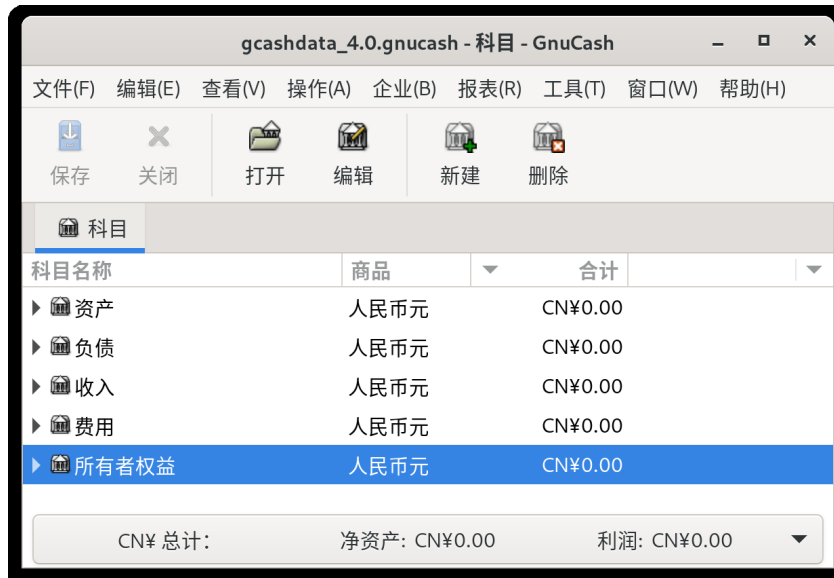 gcashdata_4.0.gnucash - 科目 - GnuCash
文件(F) 编辑(E) 查看(V) 操作(A) 企业(B) 报表(R) 工具(T) 窗口(W) 帮助(H)
保存 关闭 打开 编辑 新建 删除
科目
科目名称 商品 合计
资产 人民币元 CN¥0.00
负债 人民币元 CN¥0.00
收入 人民币元 CN¥0.00
费用 人民币元 CN¥0.00
所有者权益 人民币元 CN¥0.00
CN¥ 总计: 净资产: CN¥0.00 利润: CN¥0.00